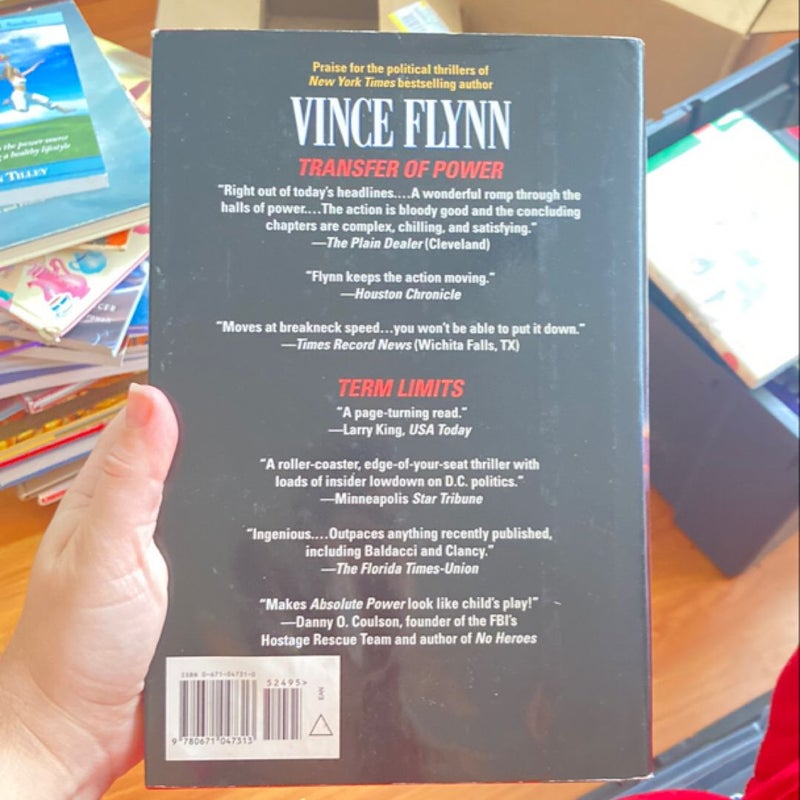 Praise for the political thrillers of
New York Times bestselling author
VINCE FLYNN
TRANSFER OF POWER
"Right out of today's headlines....A wonderful romp through the
halls of power....The action is bloody good and the concluding
chapters are complex, chilling, and satisfying."
—The Plain Dealer (Cleveland)
"Flynn keeps the action moving."
—Houston Chronicle
"Moves at breakneck speed...you won't be able to put it down."
—Times Record News (Wichita Falls, TX)
TERM LIMITS
"A page-turning read."
—Larry King, USA Today
"A roller-coaster, edge-of-your-seat thriller with
loads of insider lowdown on D.C. politics."
—Minneapolis Star Tribune
"Ingenious....Outpaces anything recently published,
including Baldacci and Clancy."
—The Florida Times-Union
"Makes Absolute Power look like child's play!"
—Danny O. Coulson, founder of the FBI's
Hostage Rescue Team and author of No Heroes
ISBN 0-671-04731-0
52495>
EAN
9 780671 047313
the power source
a healthy lifestyle
TILLEY